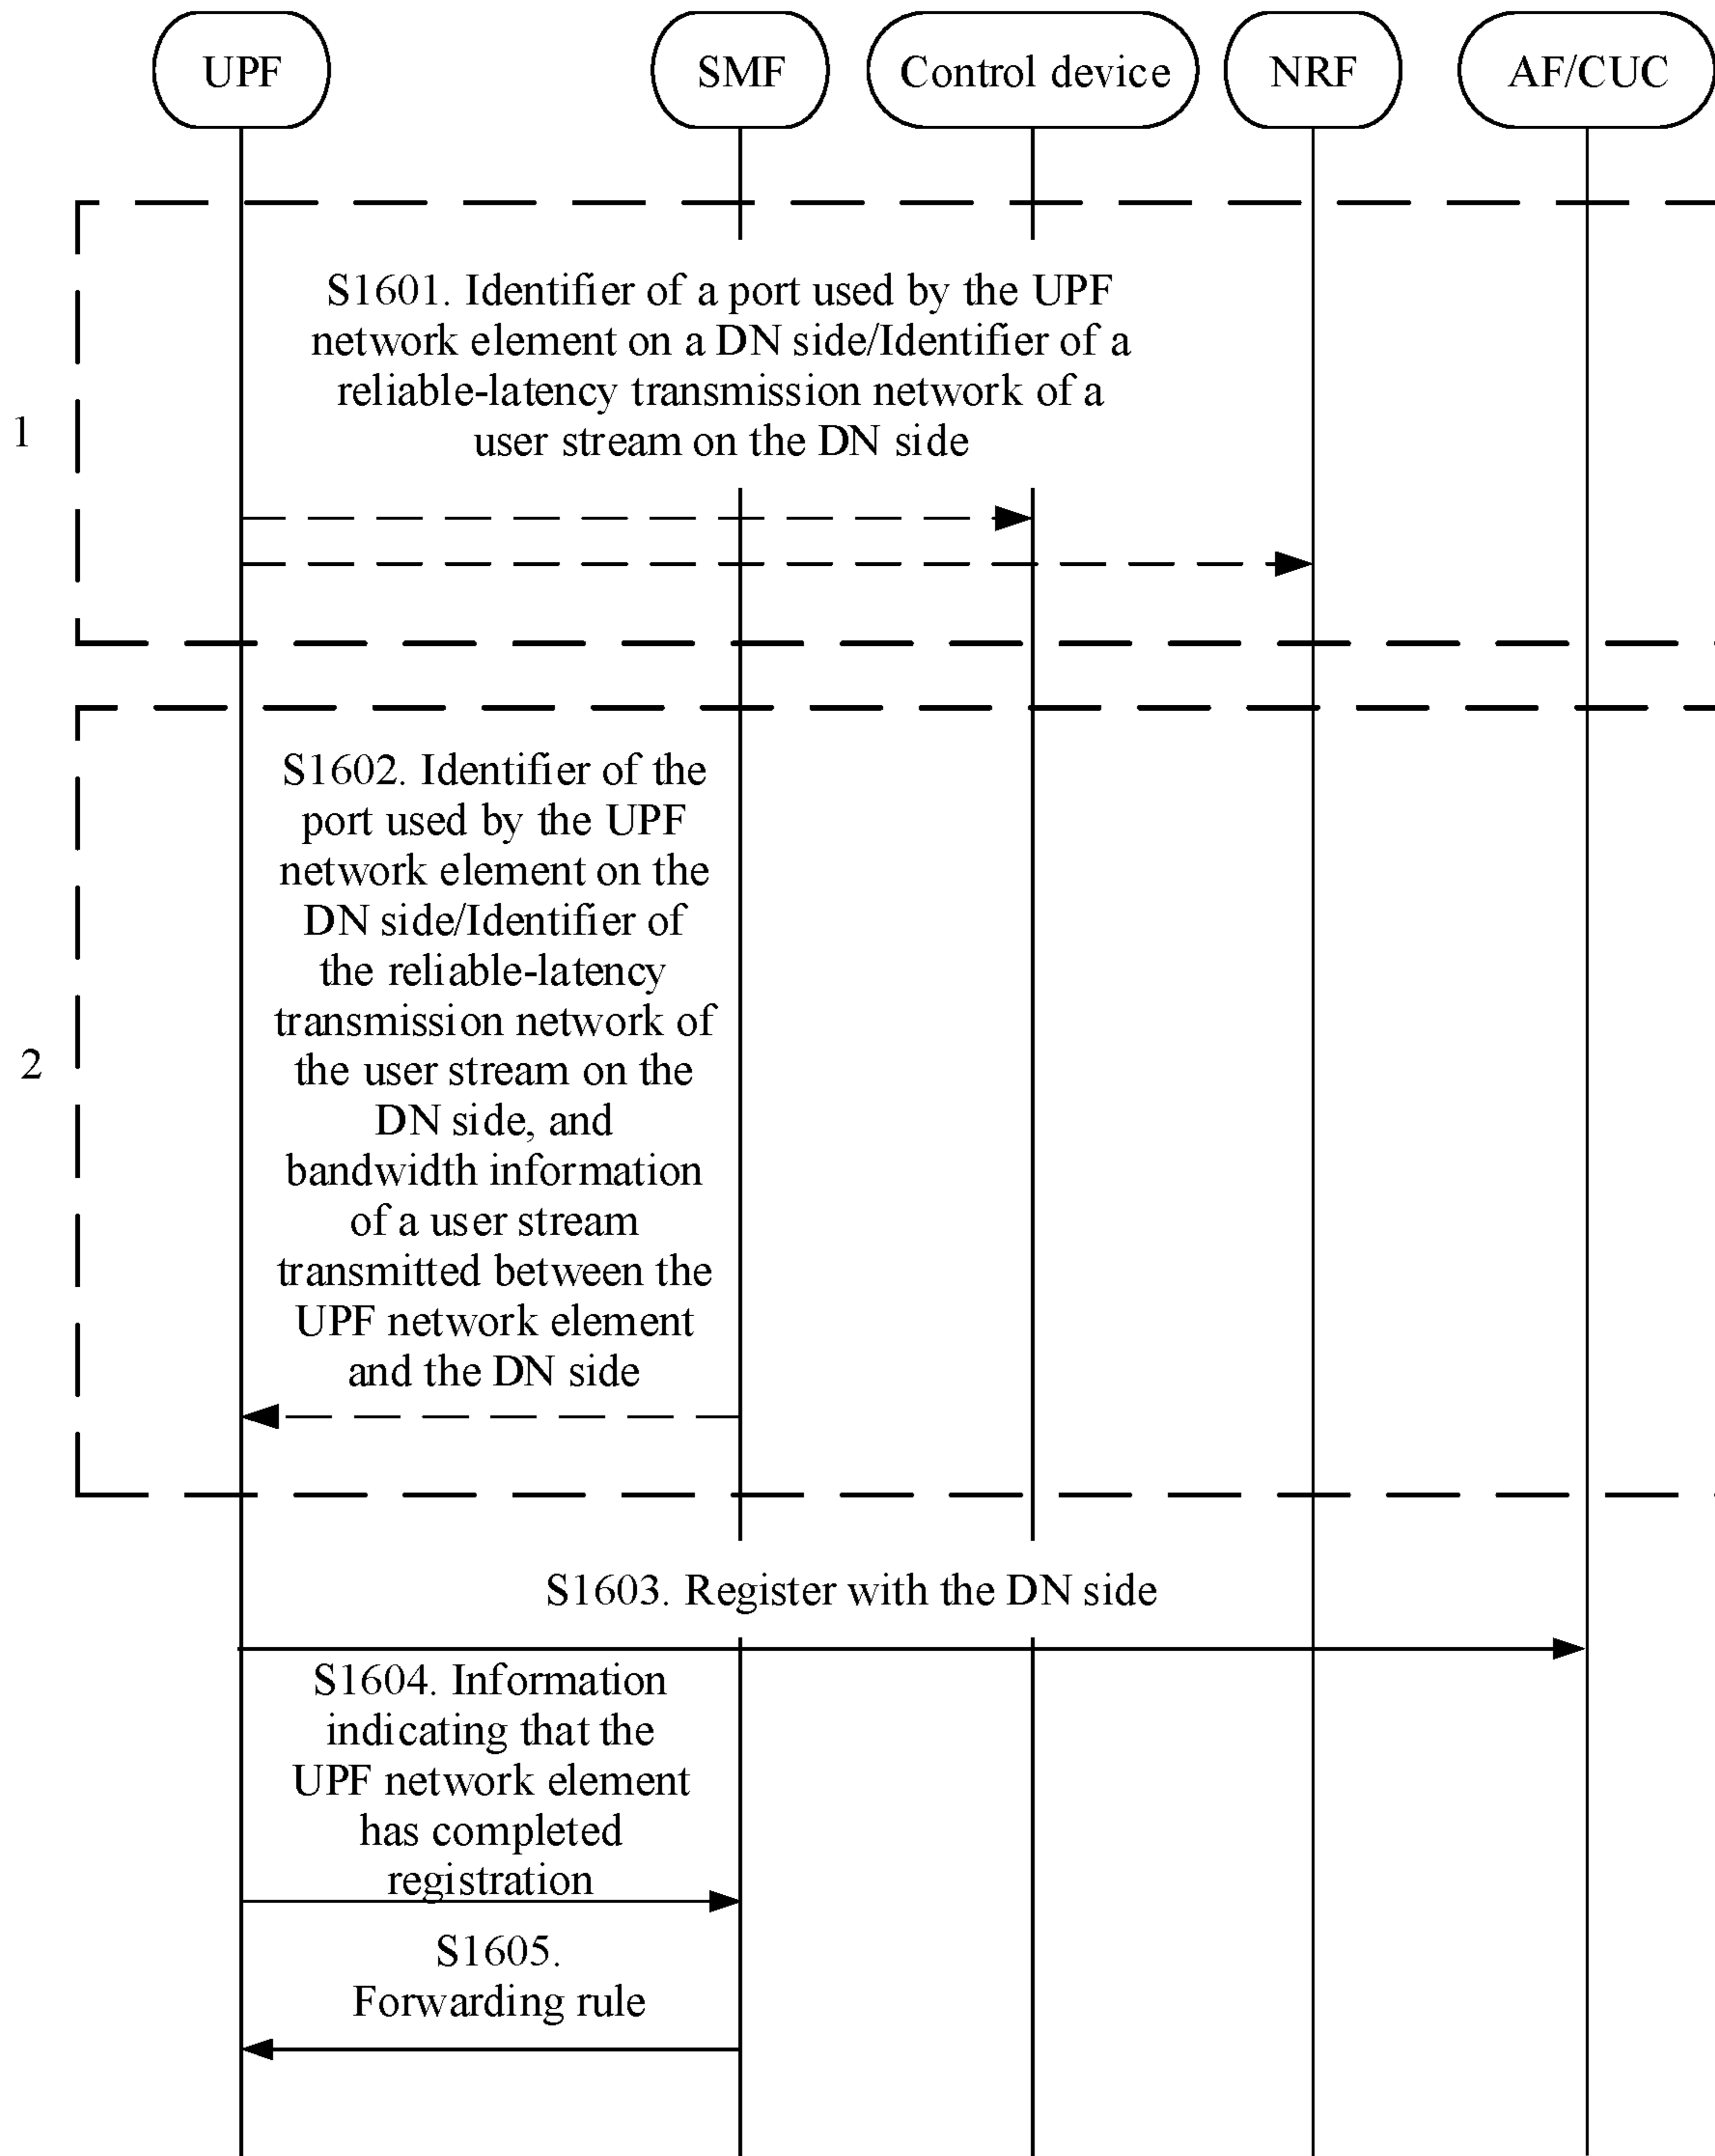 UPF
SMF
Control device
NRF
AF/CUC
1
S1601. Identifier of a port used by the UPF
network element on a DN side/Identifier of a
reliable-latency transmission network of a
user stream on the DN side
2
S1602. Identifier of the
port used by the UPF
network element on the
DN side/Identifier of
the reliable-latency
transmission network of
the user stream on the
DN side, and
bandwidth information
of a user stream
transmitted between the
UPF network element
and the DN side
S1603. Register with the DN side
S1604. Information
indicating that the
UPF network element
has completed
registration
S1605.
Forwarding rule